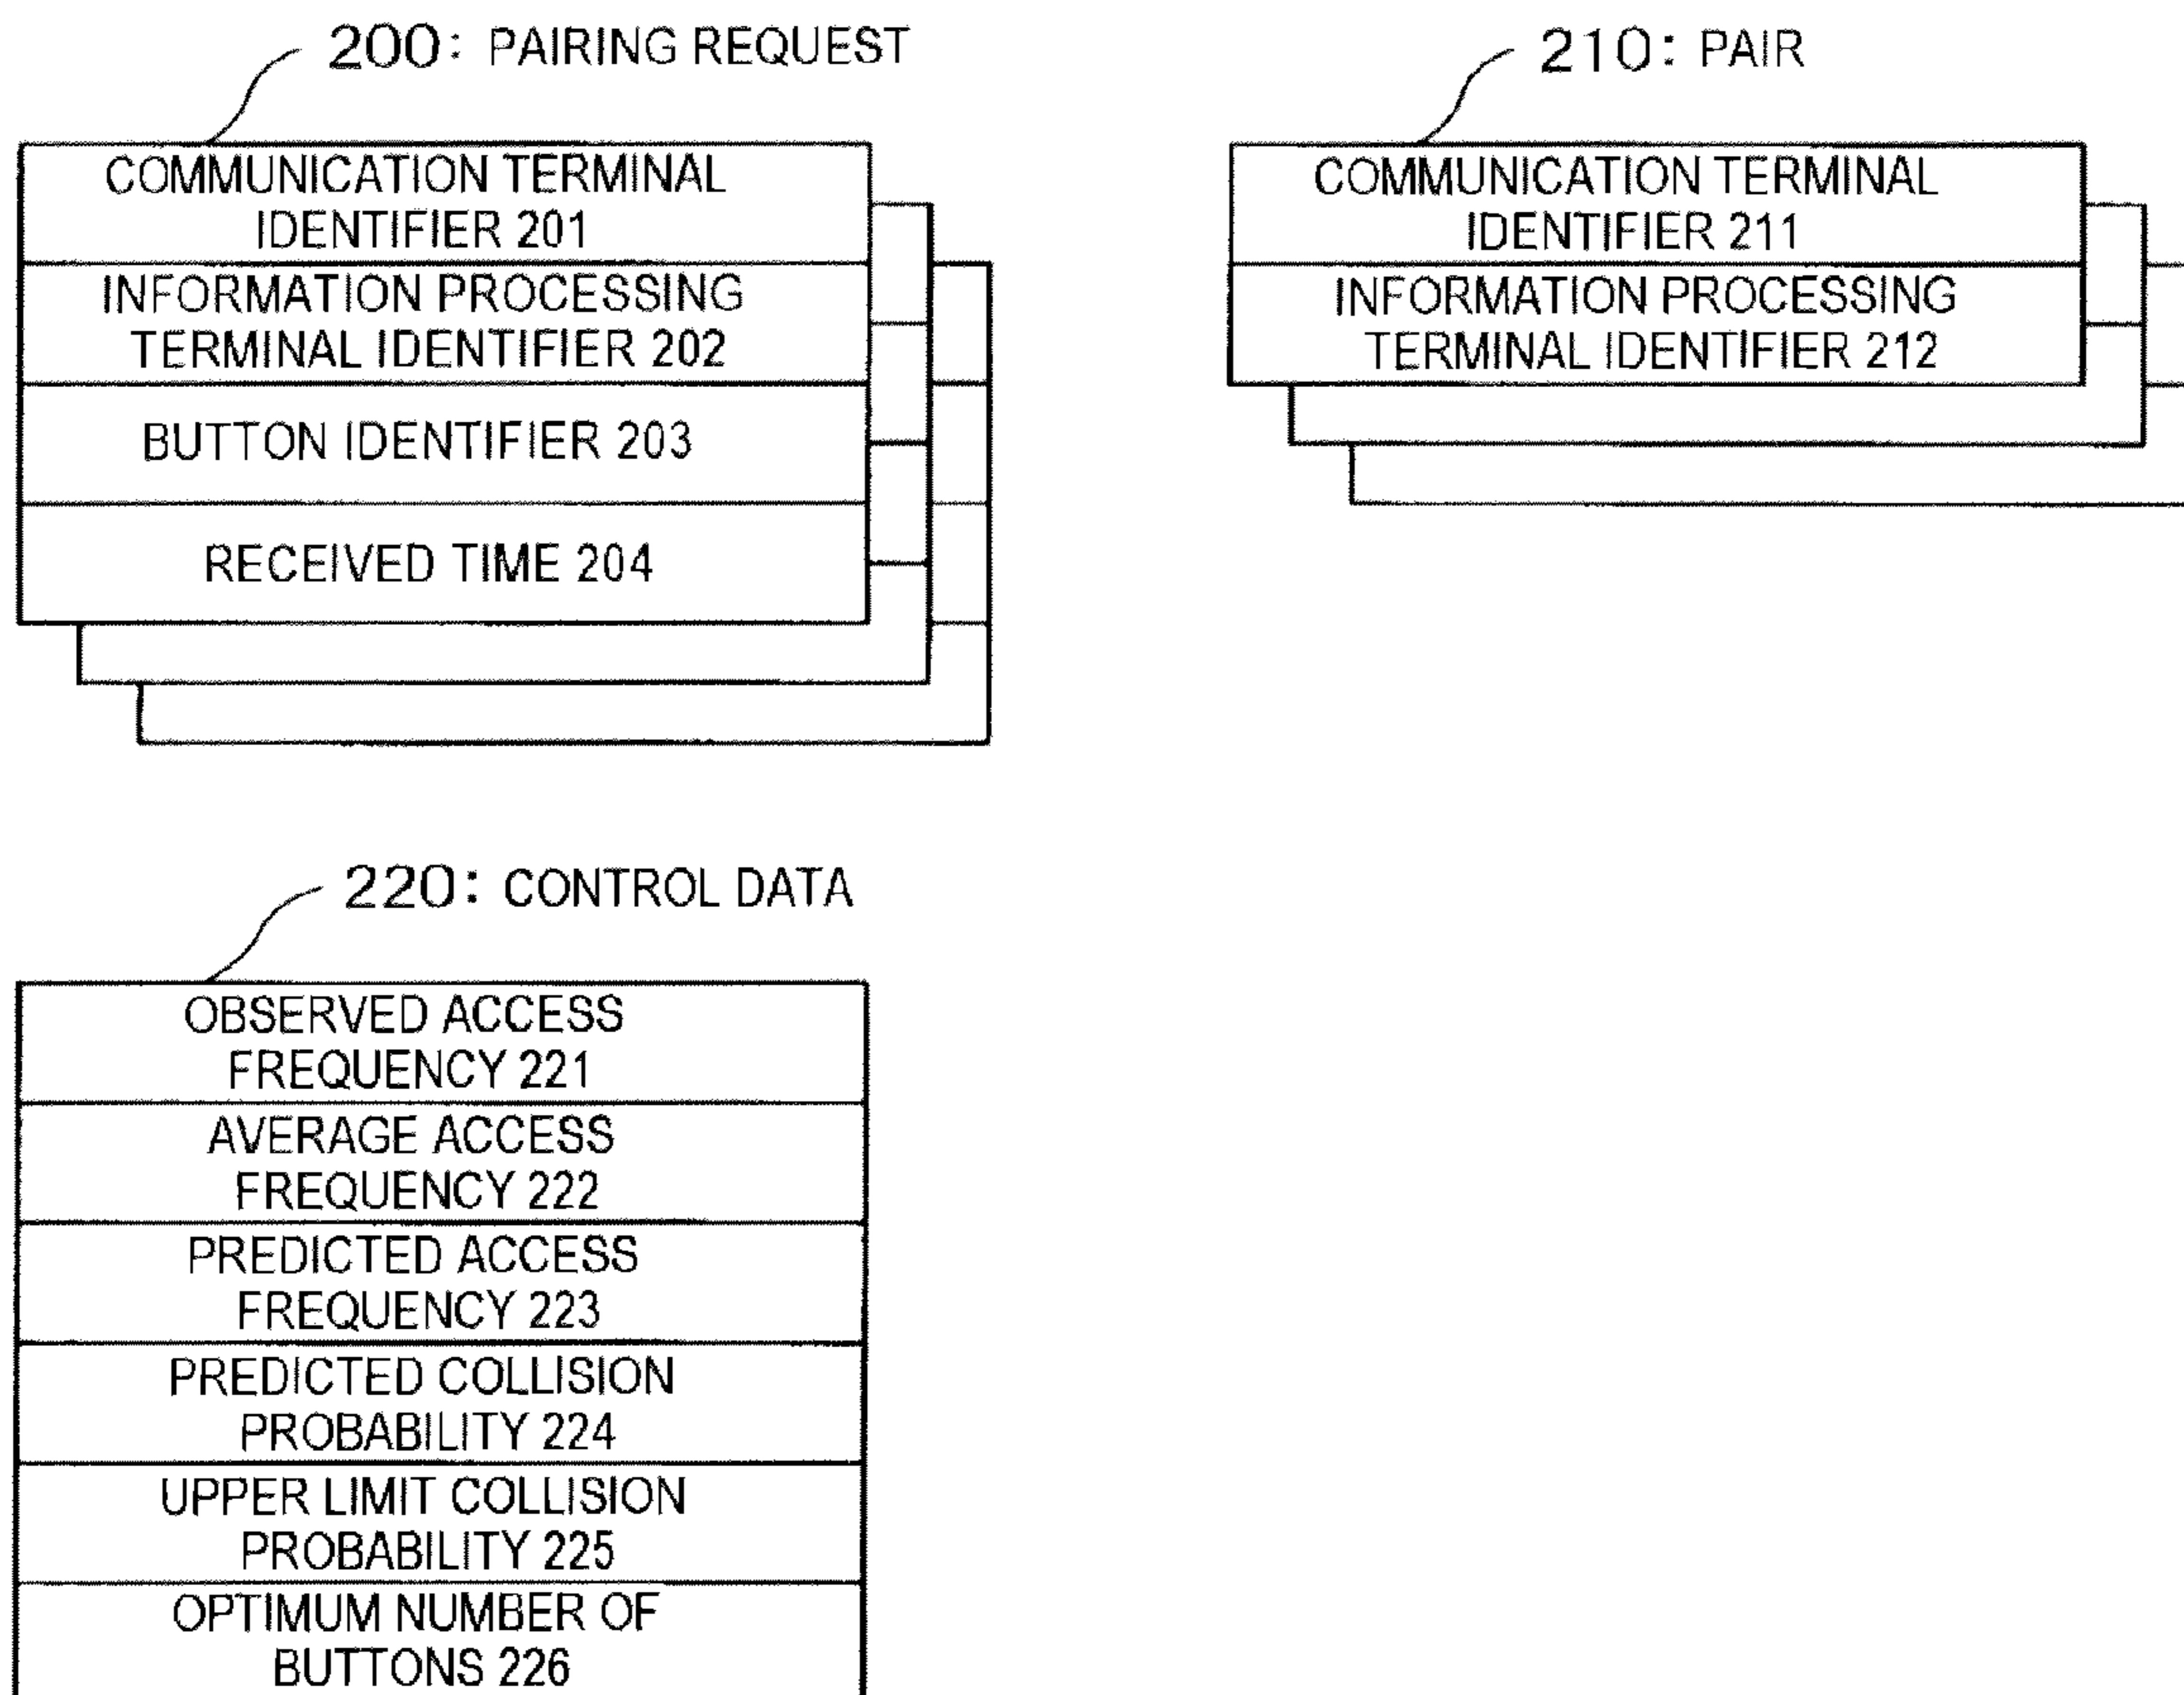 200: PAIRING REQUEST
COMMUNICATION TERMINAL
IDENTIFIER 201
INFORMATION PROCESSING
TERMINAL IDENTIFIER 202
BUTTON IDENTIFIER 203
RECEIVED TIME 204
210: PAIR
COMMUNICATION TERMINAL
IDENTIFIER 211
INFORMATION PROCESSING
TERMINAL IDENTIFIER 212
220: CONTROL DATA
OBSERVED ACCESS
FREQUENCY 221
AVERAGE ACCESS
FREQUENCY 222
PREDICTED ACCESS
FREQUENCY 223
PREDICTED COLLISION
PROBABILITY 224
UPPER LIMIT COLLISION
PROBABILITY 225
OPTIMUM NUMBER OF
BUTTONS 226